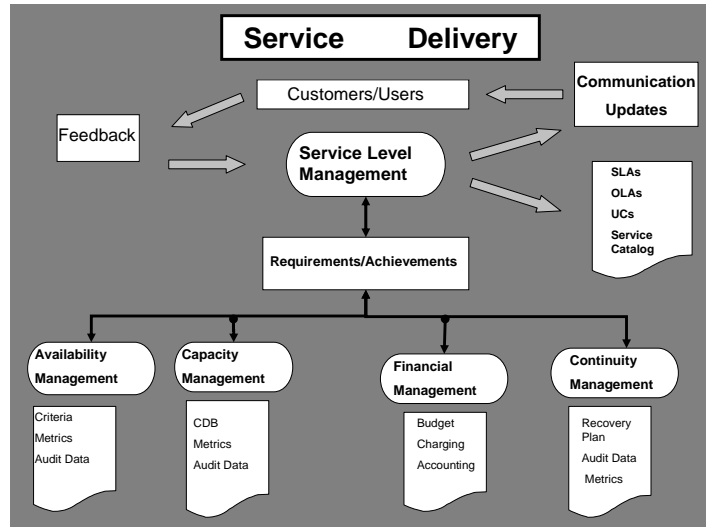 Service Delivery
Customers/Users
Communication
Updates
Feedback
Service Level
Management
SLAs
OLAs
UCs
Service
Catalog
Requirements/Achievements
Availability
Management
Capacity
Management
Financial
Management
Continuity
Management
Criteria
Metrics
Audit Data
CDB
Metrics
Audit Data
Budget
Charging
Accounting
Recovery
Plan
Audit Data
Metrics